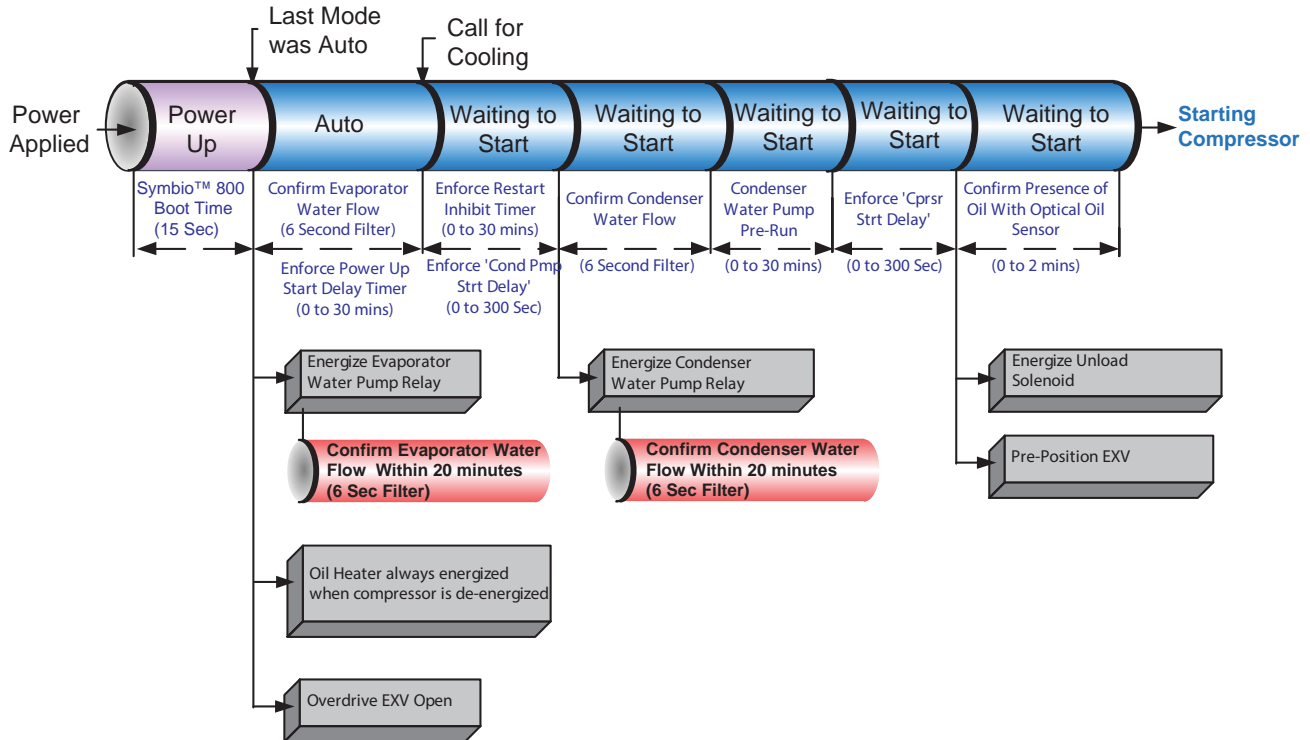 Last Mode
was Auto
Call for
Cooling
Power
Applied
Power
Up
Auto
Waiting to
Start
Waiting to
Start
Waiting to
Start
Waiting to
Start
Waiting to
Start
Starting
Compressor
Symbio™ 800
Boot Time
(15 Sec)
Confirm Evaporator
Water Flow
(6 Second Filter)
Enforce Power Up
Start Delay Timer
(0 to 30 mins)
Enforce Restart
Inhibit Timer
(0 to 30 mins)
Enforce 'Cond Pmp
Strt Delay'
(0 to 300 Sec)
Confirm Condenser
Water Flow
(6 Second Filter)
Condenser
Water Pump
Pre-Run
(0 to 30 mins)
Enforce 'Cprsr
Strt Delay'
(0 to 300 Sec)
Confirm Presence of
Oil With Optical Oil
Sensor
(0 to 2 mins)
Energize Evaporator
Water Pump Relay
Confirm Evaporator Water
Flow Within 20 minutes
(6 Sec Filter)
Oil Heater always energized
when compressor is de-energized
Overdrive EXV Open
Energize Condenser
Water Pump Relay
Confirm Condenser Water
Flow Within 20 minutes
(6 Sec Filter)
Energize Unload
Solenoid
Pre-Position EXV